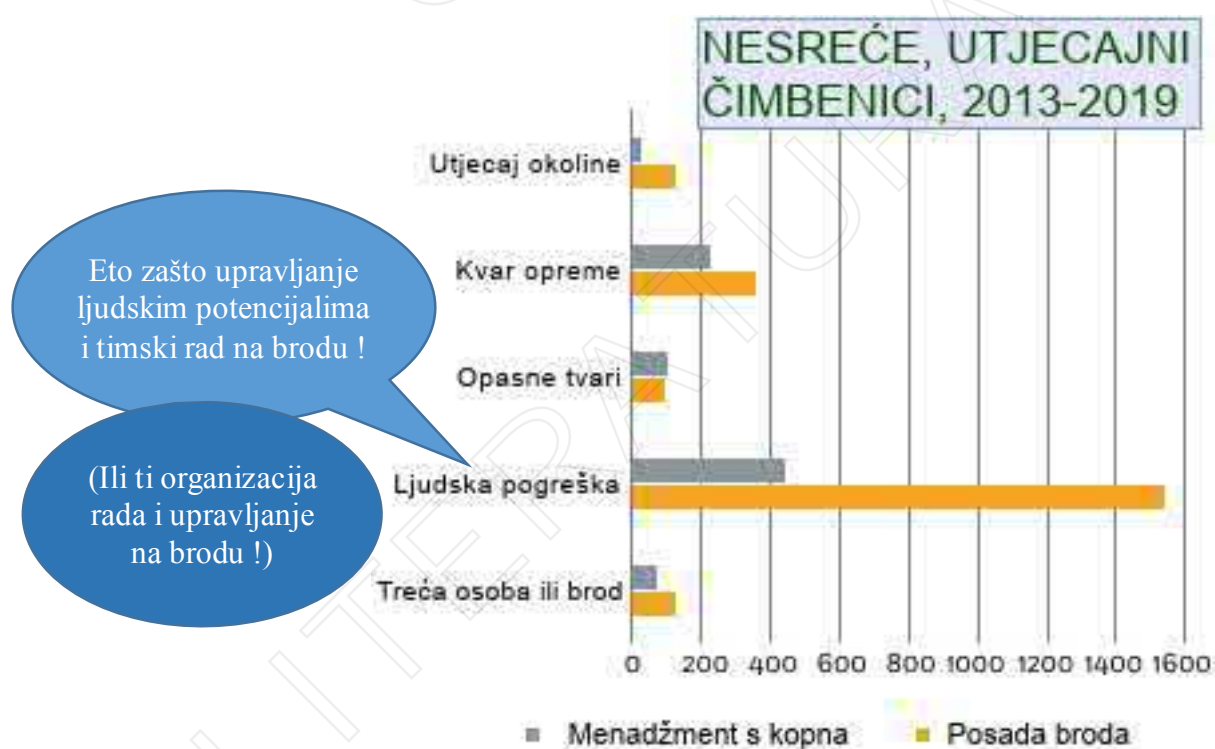 NESREĆE, UTJECAJNI
ČIMBENICI, 2013-2019
Utjecaj okoline
Kvar opreme
Opasne tvari
Ljudska pogreška
Treća osoba ili brod
Eto zašto upravljanje
ljudskim potencijalima
i timski rad na brodu !
(Ili ti organizacija
rada i upravljanje
na brodu !)
0 200 400 600 800 1000 1200 1400 1600
Menadžment s kopna Posada broda